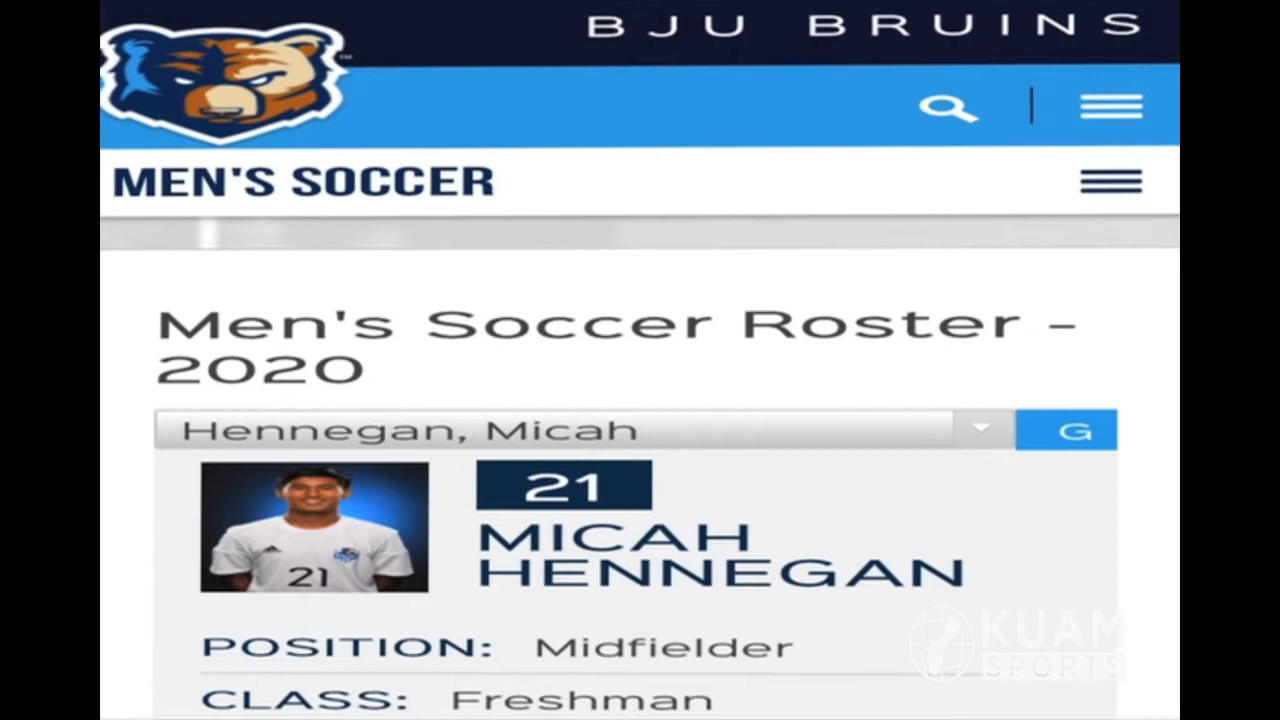 BJU BRUINS
MEN'S SOCCER
Men's Soccer Roster -
2020
Hennegan, Micah
G
21
MICAH
HENNEGAN
21
POSITION: Midfielder
CLASS: Freshman
KUAM
SPORTS